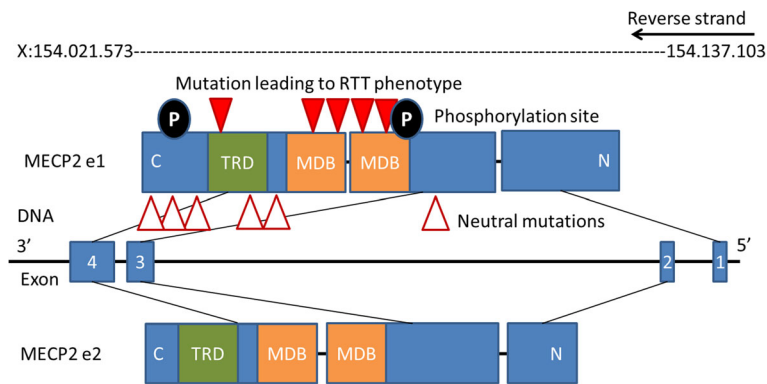 Reverse strand
X:154.021.573--------------------------------------------------------154.137.103
Mutation leading to RTT phenotype
P
P
Phosphorylation site
MECP2 e1
C
TRD
MDB
MDB
N
DNA
Neutral mutations
3’
5’
4
3
2
1
Exon
MECP2 e2
C
TRD
MDB
MDB
N